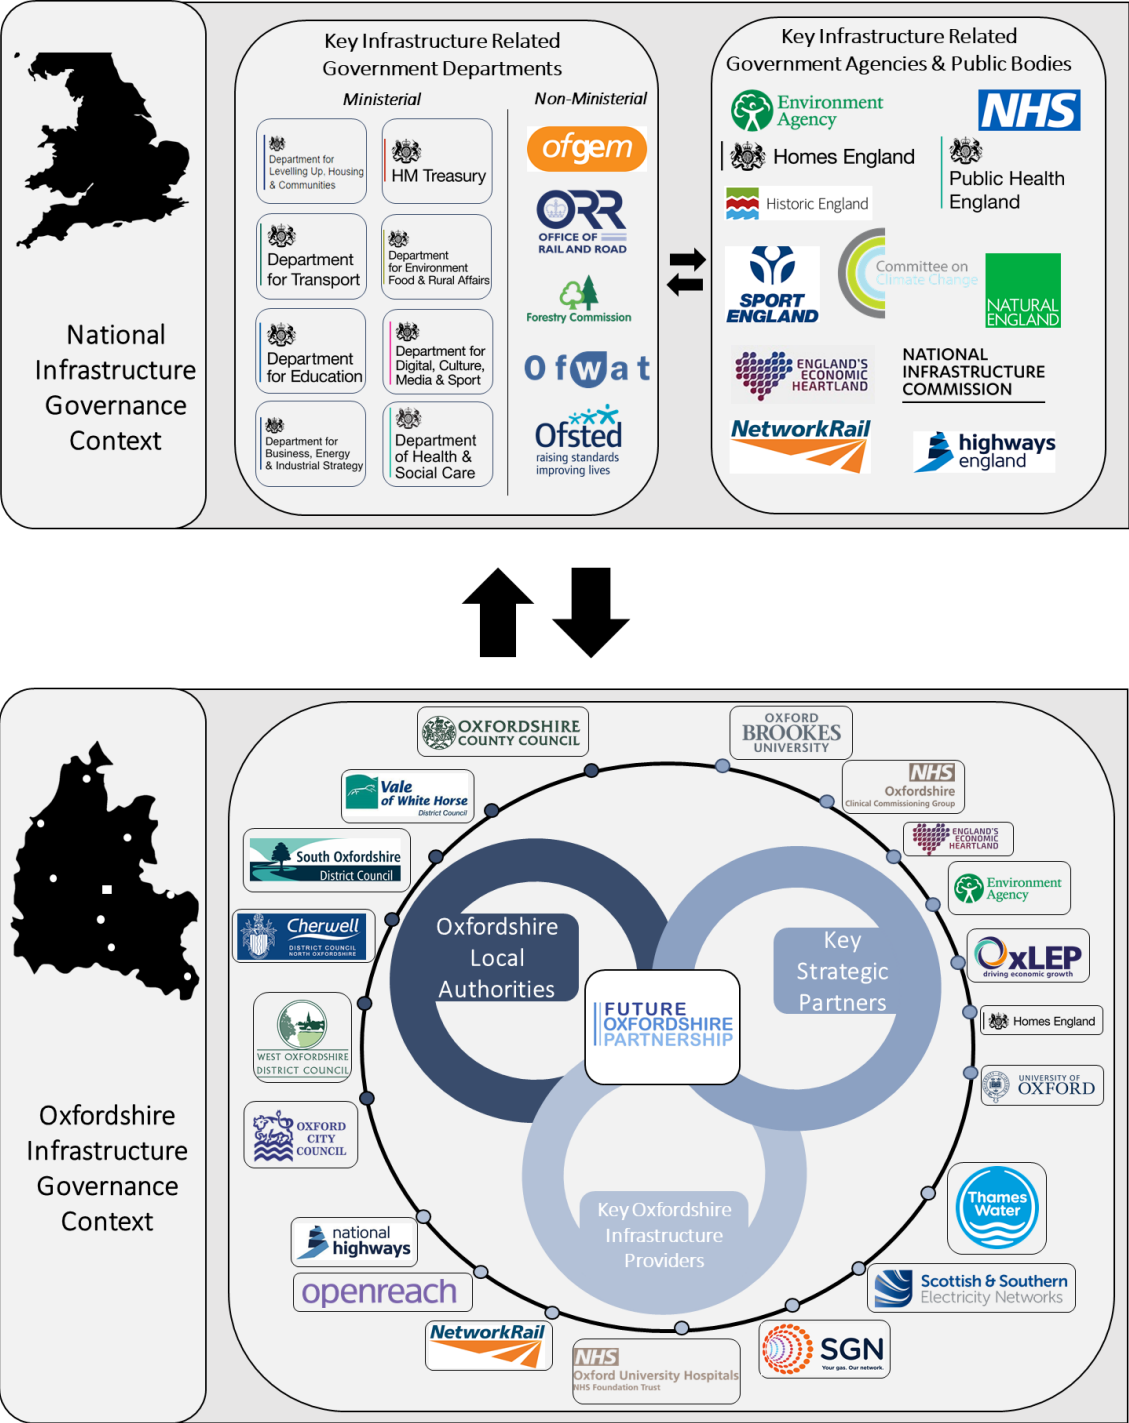 National
Infrastructure
Governance
Context
Key Infrastructure Related
Government Departments
Ministerial
Non-Ministerial
Department for
Levelling Up, Housing
& Communities
HM Treasury
Department
for Transport
Department
for Environment
Food & Rural Affairs
Department
for Education
Department for
Digital, Culture,
Media & Sport
Department for
Business, Energy
& Industrial Strategy
Department
of Health &
Social Care
ofgem
ORR
OFFICE OF
RAIL AND ROAD
Forestry Commission
Ofwat
Ofsted
raising standards
improving lives
Key Infrastructure Related
Government Agencies & Public Bodies
Environment
Agency
NHS
Homes England
Public Health
England
Historic England
SPORT
ENGLAND
Committee on
Climate Change
NATURAL
ENGLAND
ENGLAND'S
ECONOMIC
HEARTLAND
NATIONAL
INFRASTRUCTURE
COMMISSION
NetworkRail
highways
england
Oxfordshire
Infrastructure
Governance
Context
OXFORDSHIRE
COUNTY COUNCIL
Vale
of White Horse
District Council
South Oxfordshire
District Council
Cherwell
DISTRICT COUNCIL
NORTH OXFORDSHIRE
WEST OXFORDSHIRE
DISTRICT COUNCIL
OXFORD
CITY
COUNCIL
Oxfordshire
Local
Authorities
Key
Strategic
Partners
FUTURE
OXFORDSHIRE
PARTNERSHIP
Key Oxfordshire
Infrastructure
Providers
OXFORD
BROOKES
UNIVERSITY
NHS
Oxfordshire
Clinical Commissioning Group
ENGLAND'S
ECONOMIC
HEARTLAND
Environment
Agency
OxLEP
driving economic growth
Homes England
UNIVERSITY OF
OXFORD
Thames
Water
Scottish & Southern
Electricity Networks
SGN
Your gas. Our network.
NHS
Oxford University Hospitals
NHS Foundation Trust
NetworkRail
openreach
national
highways